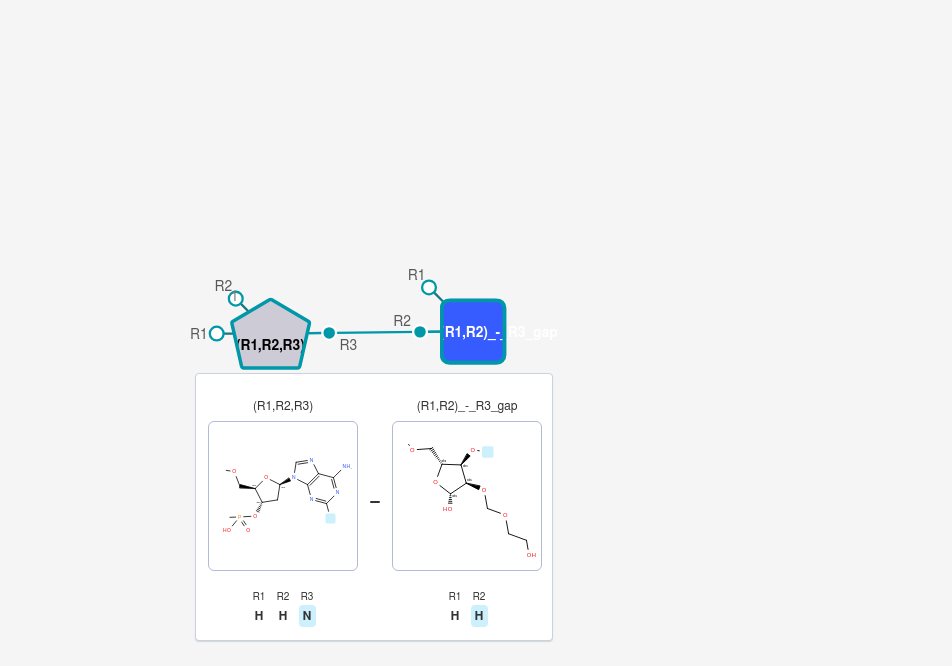 R1
R2
R2
R1
R3
(R1,R2,R3)
R1,R2)_-_R3_gap
(R1,R2,R3)
(R1,R2)_-_R3_gap
O
O
O
P
O
HO
O
N
N
NH
N
N
O
O
O
HO
O
O
OH
R1 R2 R3
H H N
R1 R2
H H